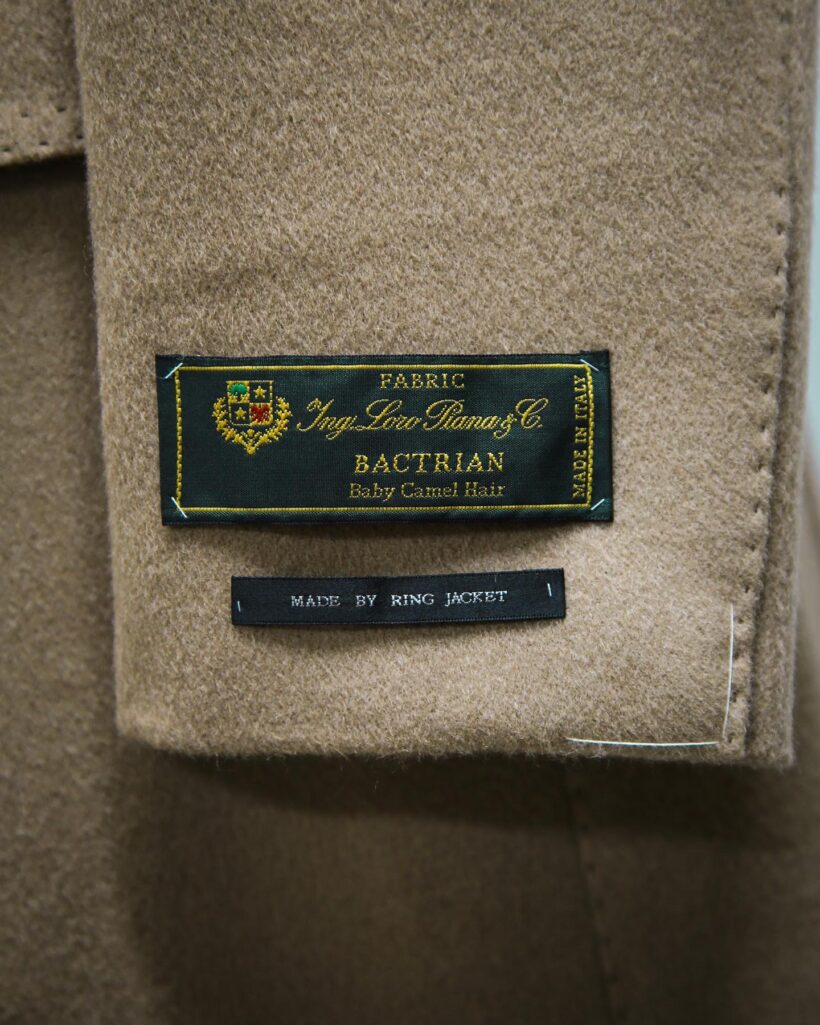 FABRIC
Ing. Loro Piana & C.
BACTRIAN
Baby Camel Hair
MADE IN ITALY
MADE BY RING JACKET